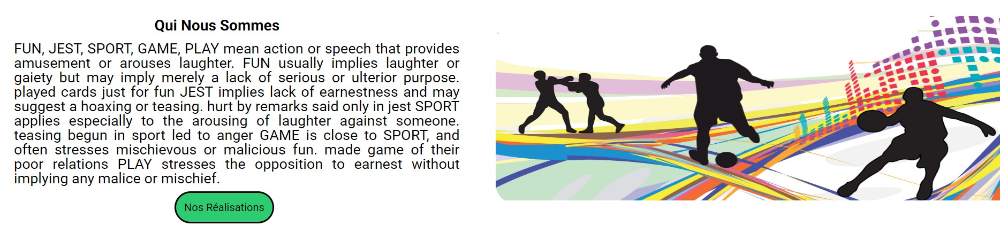 Qui Nous Sommes
FUN, JEST, SPORT, GAME, PLAY mean action or speech that provides
amusement or arouses laughter. FUN usually implies laughter or
gaiety but may imply merely a lack of serious or ulterior purpose.
played cards just for fun JEST implies lack of earnestness and may
suggest a hoaxing or teasing. hurt by remarks said only in jest SPORT
applies especially to the arousing of laughter against someone.
teasing begun in sport led to anger GAME is close to SPORT, and
often stresses mischievous or malicious fun. made game of their
poor relations PLAY stresses the opposition to earnest without
implying any malice or mischief.
Nos Réalisations